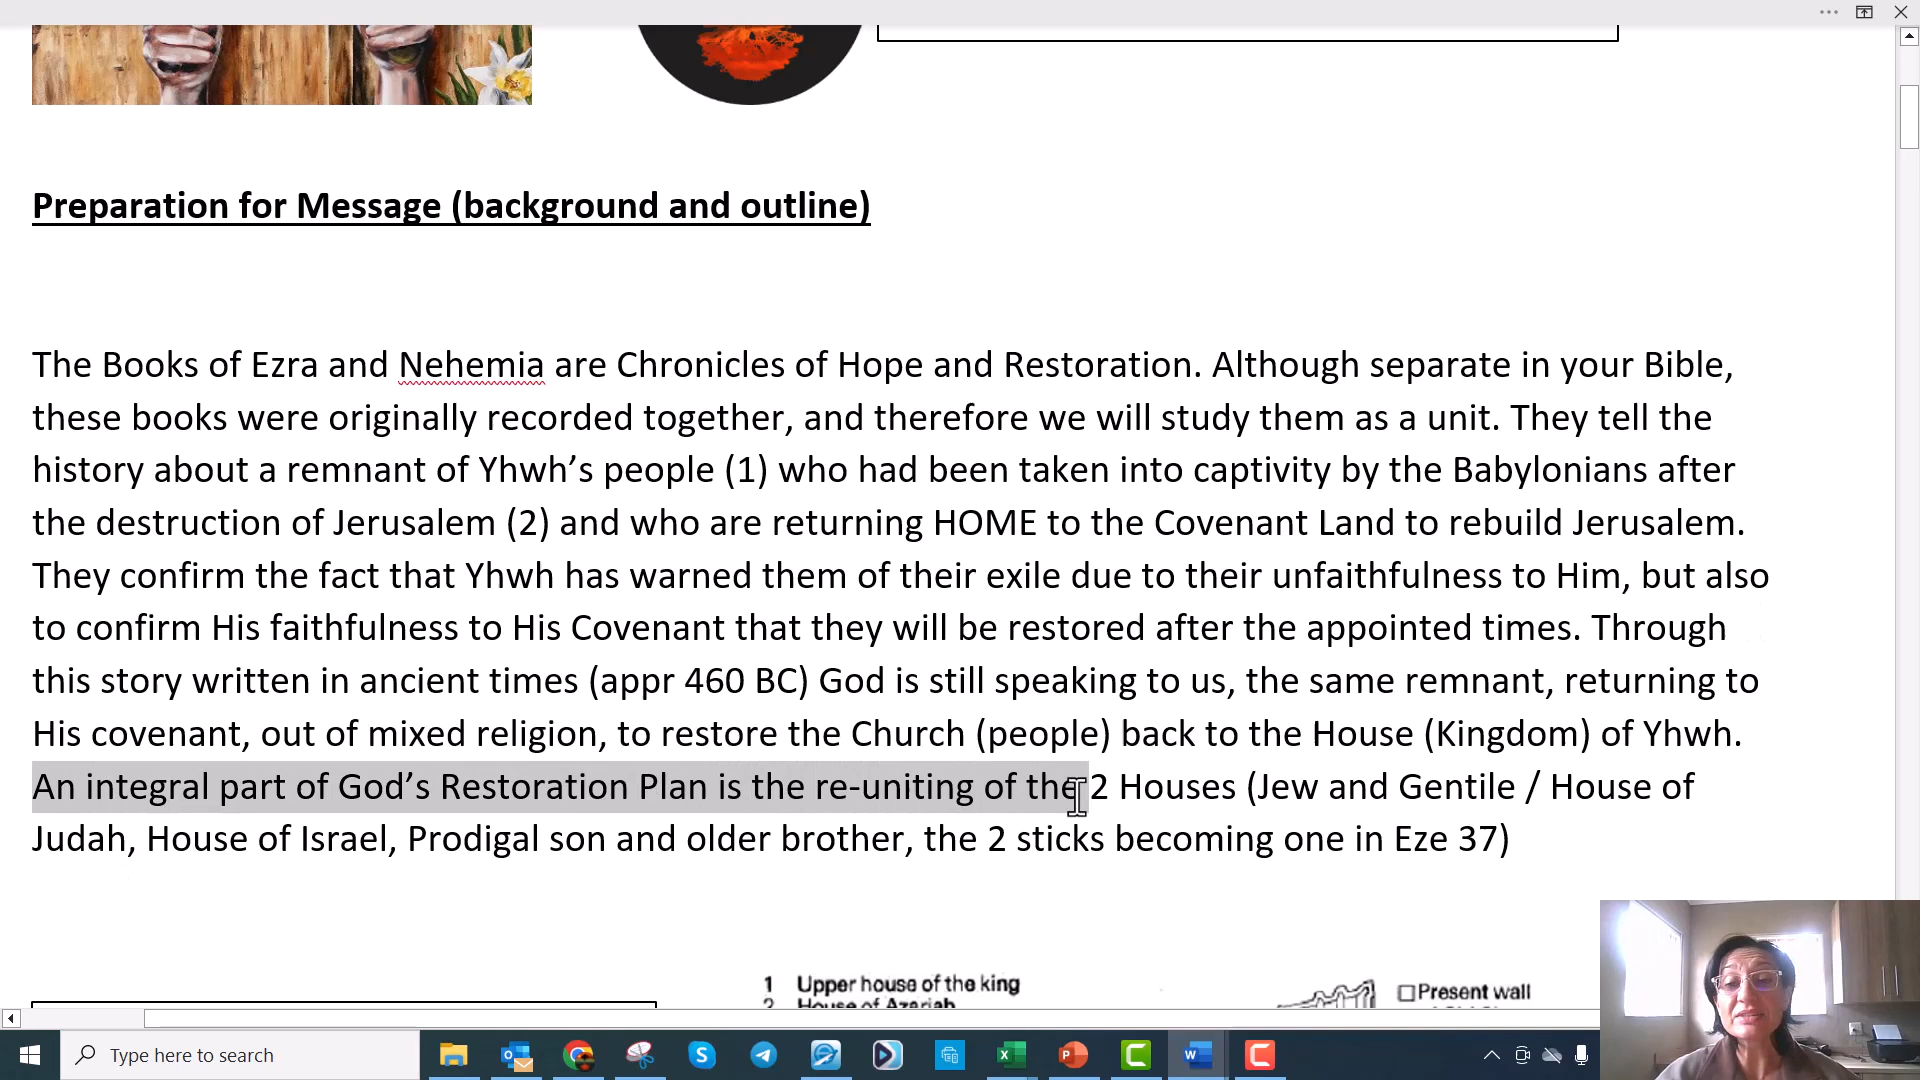 Preparation for Message (background and outline)
The Books of Ezra and Nehemia are Chronicles of Hope and Restoration. Although separate in your Bible,
these books were originally recorded together, and therefore we will study them as a unit. They tell the
history about a remnant of Yhwh’s people (1) who had been taken into captivity by the Babylonians after
the destruction of Jerusalem (2) and who are returning HOME to the Covenant Land to rebuild Jerusalem.
They confirm the fact that Yhwh has warned them of their exile due to their unfaithfulness to Him, but also
to confirm His faithfulness to His Covenant that they will be restored after the appointed times. Through
this story written in ancient times (appr 460 BC) God is still speaking to us, the same remnant, returning to
His covenant, out of mixed religion, to restore the Church (people) back to the House (Kingdom) of Yhwh.
An integral part of God’s Restoration Plan is the re-uniting of the 2 Houses (Jew and Gentile / House of
Judah, House of Israel, Prodigal son and older brother, the 2 sticks becoming one in Eze 37)
1 Upper house of the king
2 House of Azariah
Present wall
Type here to search